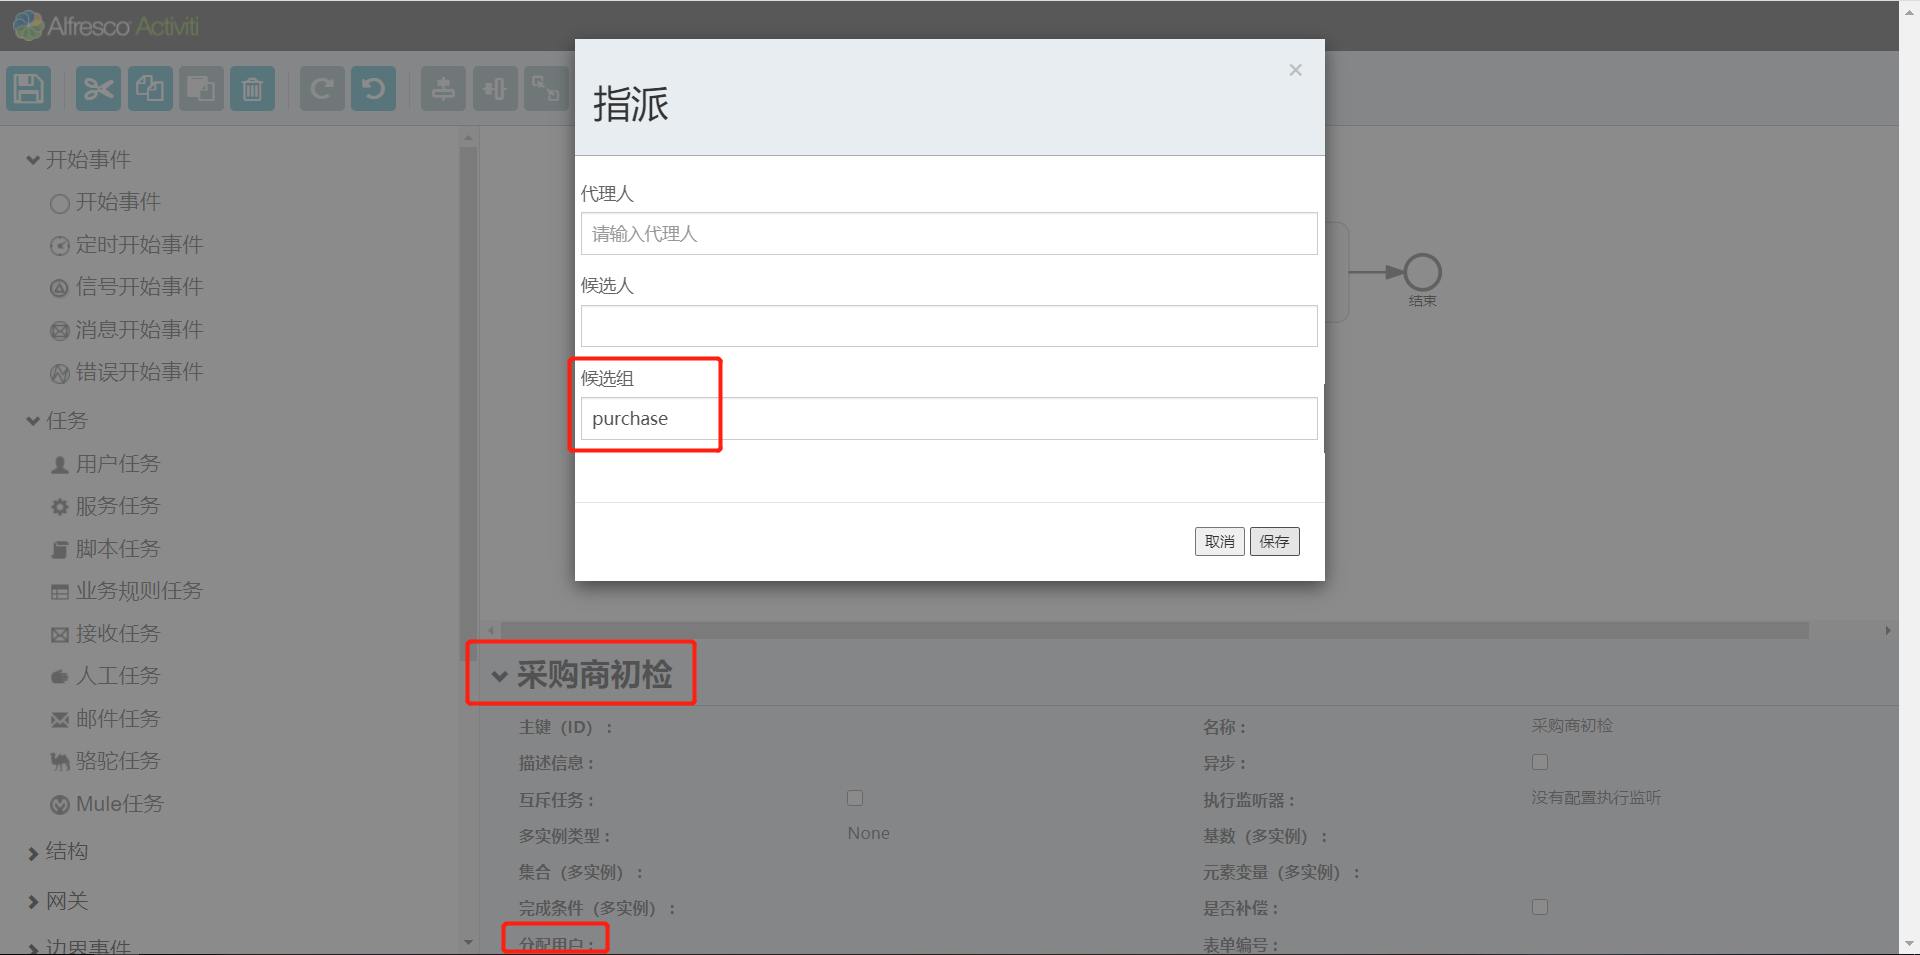 Alfresco Activiti
指派
×
代理人
请输入代理人
候选人
候选组
purchase
取消 保存
开始事件
开始事件
定时开始事件
信号开始事件
消息开始事件
错误开始事件
任务
用户任务
服务任务
脚本任务
业务规则任务
接收任务
人工任务
邮件任务
骆驼任务
Mule任务
结构
网关
边界事件
结束
采购商初检
主键（ID）：
名称： 采购商初检
描述信息：
异步：
互斥任务：
执行监听器： 没有配置执行监听
多实例类型： None
基数（多实例）：
集合（多实例）：
元素变量（多实例）：
完成条件（多实例）：
是否补偿：
分配用户：
表单编号：